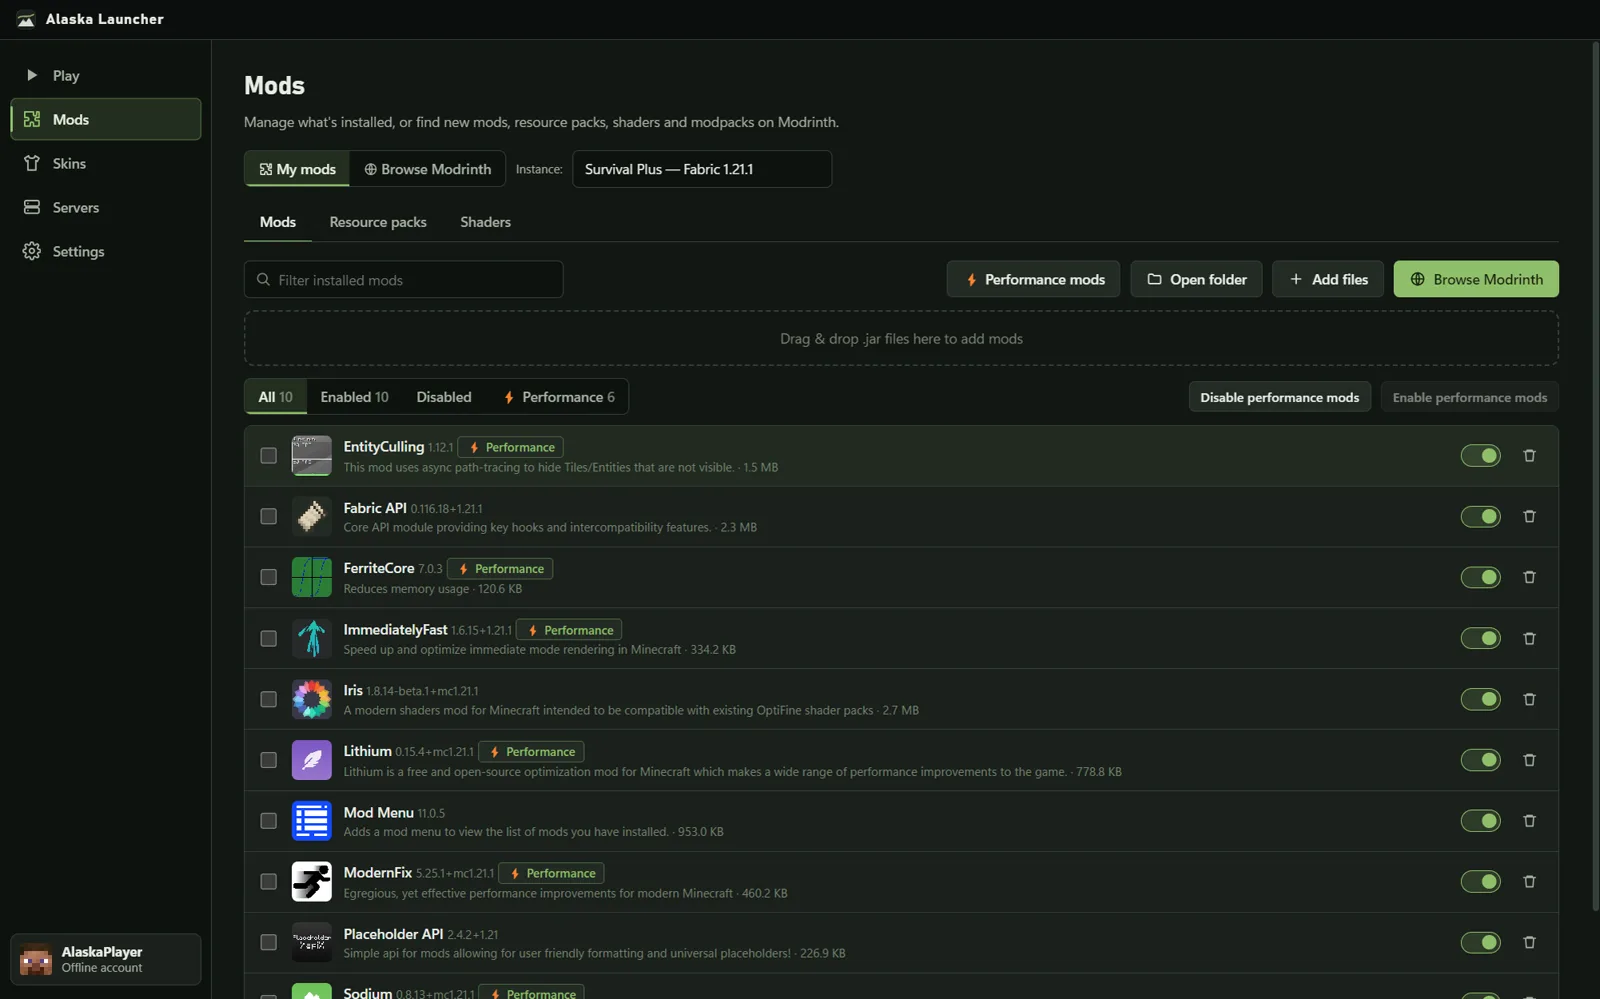 Alaska Launcher
Play
Mods
Skins
Servers
Settings
AlaskaPlayer
Offline account
Mods
Manage what's installed, or find new mods, resource packs, shaders and modpacks on Modrinth.
My mods
Browse Modrinth
Instance:
Survival Plus — Fabric 1.21.1
Mods
Resource packs
Shaders
Filter installed mods
Performance mods
Open folder
Add files
Browse Modrinth
Drag & drop .jar files here to add mods
All 10
Enabled 10
Disabled
Performance 6
Disable performance mods
Enable performance mods
EntityCulling 1.12.1 Performance
This mod uses async path-tracing to hide Tiles/Entities that are not visible. · 1.5 MB
Fabric API 0.116.18+1.21.1
Core API module providing key hooks and intercompatibility features. · 2.3 MB
FerriteCore 7.0.3 Performance
Reduces memory usage · 120.6 KB
ImmediatelyFast 1.6.15+1.21.1 Performance
Speed up and optimize immediate mode rendering in Minecraft · 334.2 KB
Iris 1.8.14-beta.1+mc1.21.1
A modern shaders mod for Minecraft intended to be compatible with existing OptiFine shader packs · 2.7 MB
Lithium 0.15.4+mc1.21.1 Performance
Lithium is a free and open-source optimization mod for Minecraft which makes a wide range of performance improvements to the game. · 778.8 KB
Mod Menu 11.0.5
Adds a mod menu to view the list of mods you have installed. · 953.0 KB
ModernFix 5.25.1+mc1.21.1 Performance
Egregious, yet effective performance improvements for modern Minecraft · 460.2 KB
Placeholder API 2.4.2+1.21
Simple api for mods allowing for user friendly formatting and universal placeholders! · 226.9 KB
Sodium 0.8.13+mc1.21.1 Performance